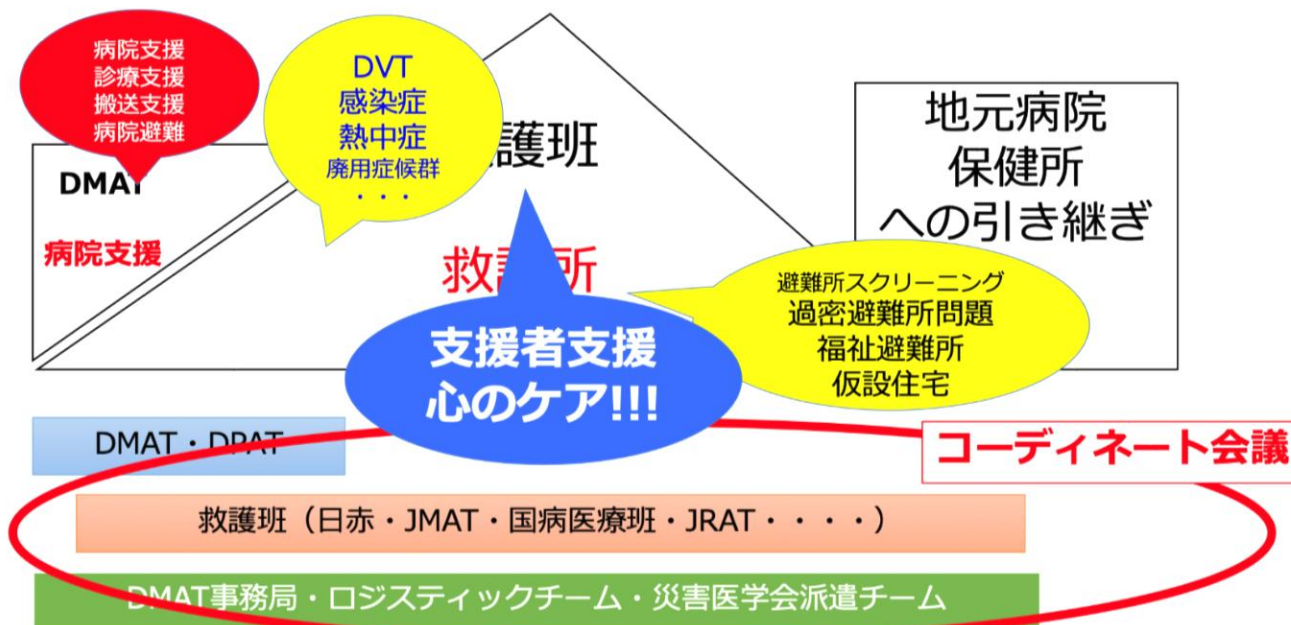 病院支援
診療支援
搬送支援
病院避難
DMAT
病院支援
DVT
感染症
熱中症
廃用症候群
・・・
護班
救護所
地元病院
保健所
への引き継ぎ
避難所スクリーニング
過密避難所問題
福祉避難所
仮設住宅
支援者支援
心のケア!!!
DMAT・DPAT
コーディネート会議
救護班（日赤・JMAT・国病医療班・JRAT・・・・）
DMAT事務局・ロジスティックチーム・災害医学会派遣チーム